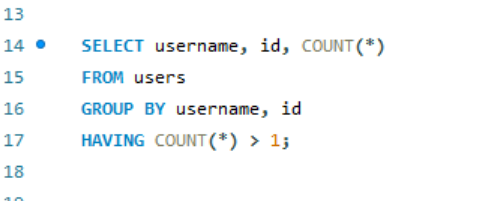 13
14 SELECT username, id, COUNT(*)
15 FROM users
16 GROUP BY username, id
17 HAVING COUNT(*) > 1;
18